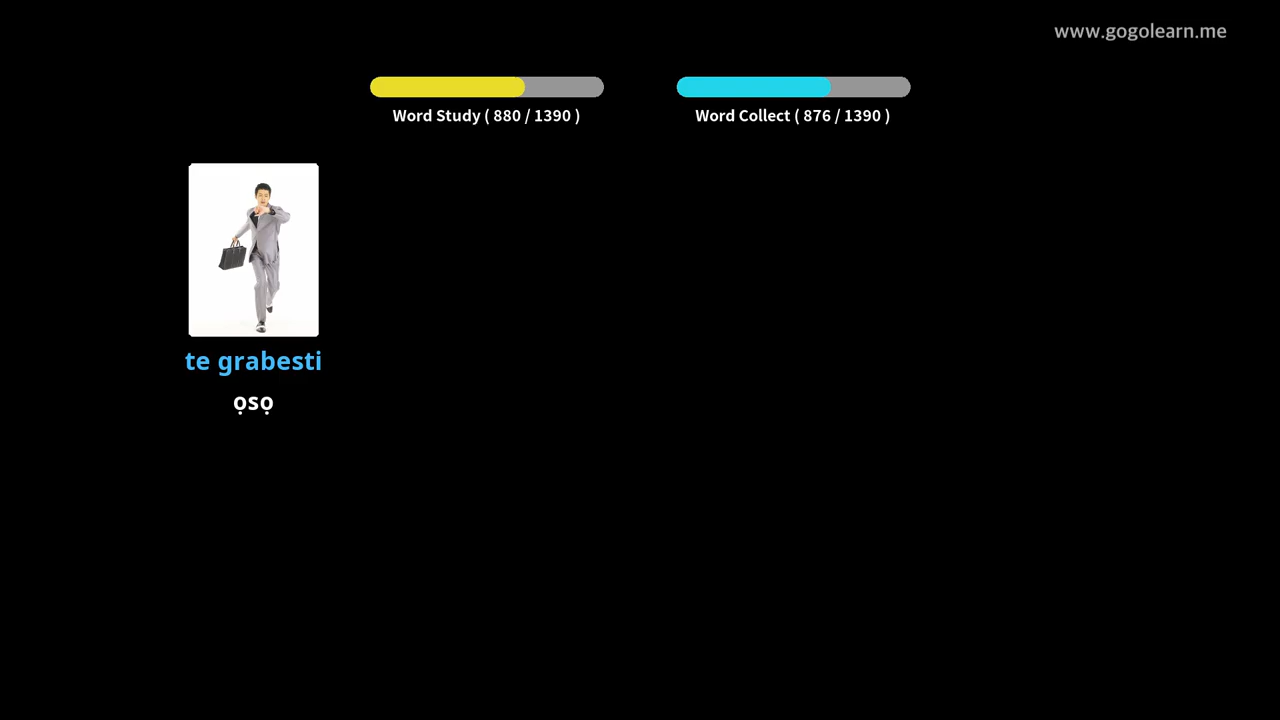 www.gogolearn.me
Word Study ( 880 / 1390 )
Word Collect ( 876 / 1390 )
te grabesti
ọsọ